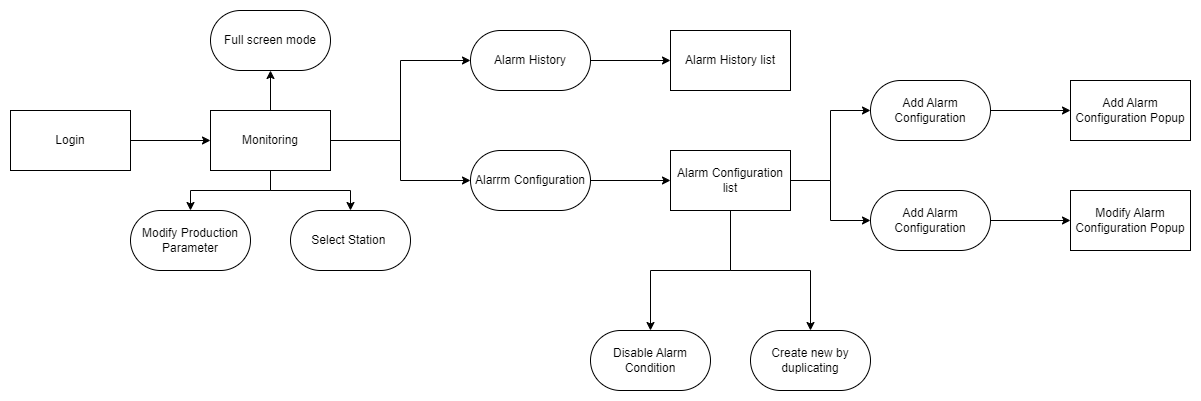 Full screen mode
Alarm History
Alarm History list
Login
Monitoring
Add Alarm
Configuration
Add Alarm
Configuration Popup
Alarrm Configuration
Alarm Configuration
list
Modify Production
Parameter
Select Station
Add Alarm
Configuration
Modify Alarm
Configuration Popup
Disable Alarm
Condition
Create new by
duplicating